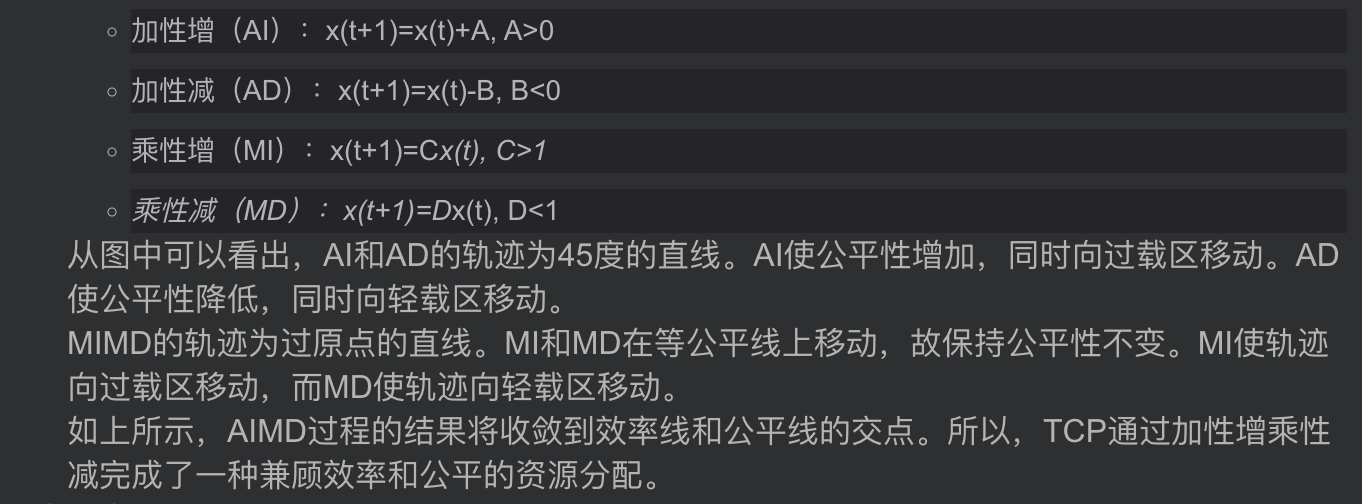 加性增（AI）：x(t+1)=x(t)+A, A>0
加性减（AD）：x(t+1)=x(t)-B, B<0
乘性增（MI）：x(t+1)=Cx(t), C>1
乘性减（MD）：x(t+1)=Dx(t), D<1
从图中可以看出，AI和AD的轨迹为45度的直线。AI使公平性增加，同时向过载区移动。AD
使公平性降低，同时向轻载区移动。
MIMD的轨迹为过原点的直线。MI和MD在等公平线上移动，故保持公平性不变。MI使轨迹
向过载区移动，而MD使轨迹向轻载区移动。
如上所示，AIMD过程的结果将收敛到效率线和公平线的交点。所以，TCP通过加性增乘性
减完成了一种兼顾效率和公平的资源分配。